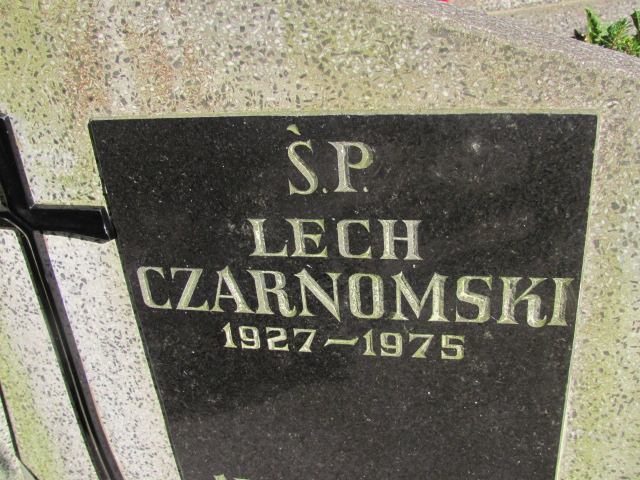 Ś.P.
LECH
CZARNOMSKI
1927-1975